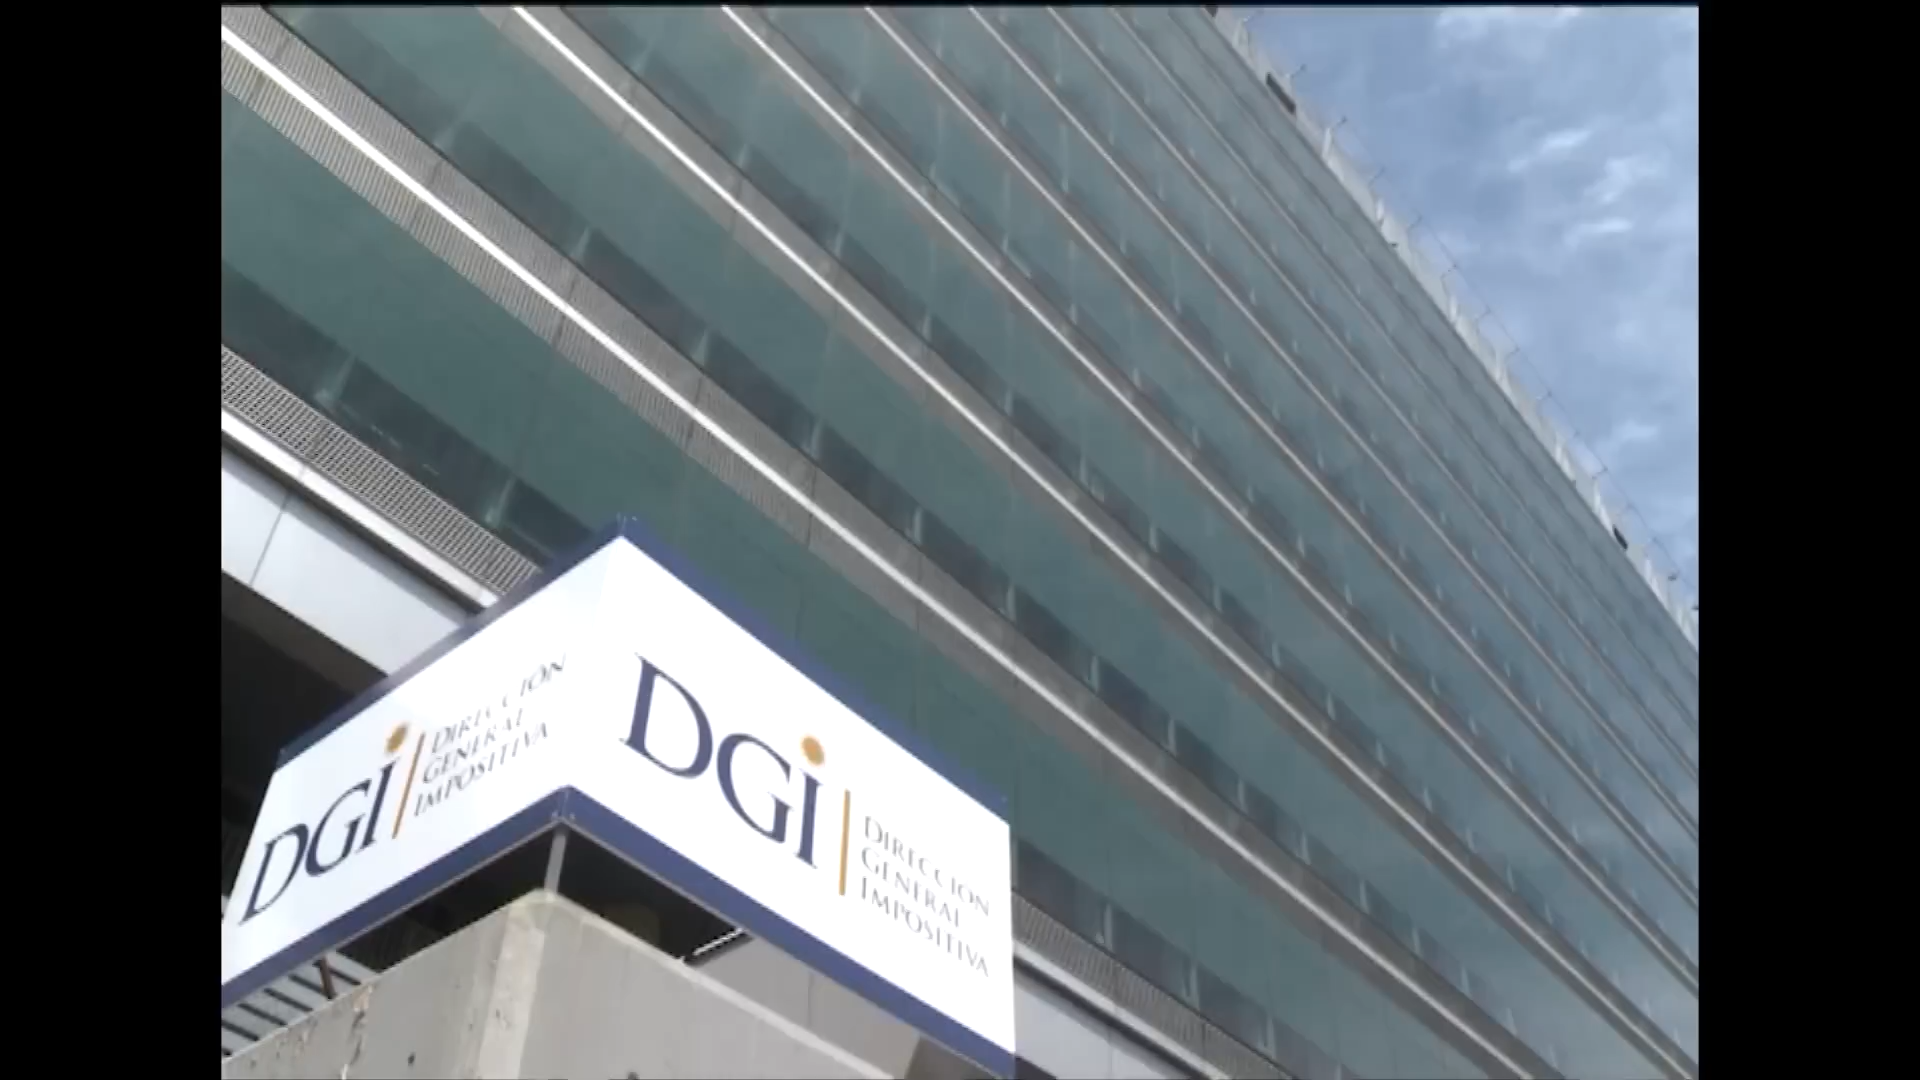 DGI
DIRECCIÓN
GENERAL
IMPOSITIVA
DGI
DIRECCIÓN
GENERAL
IMPOSITIVA